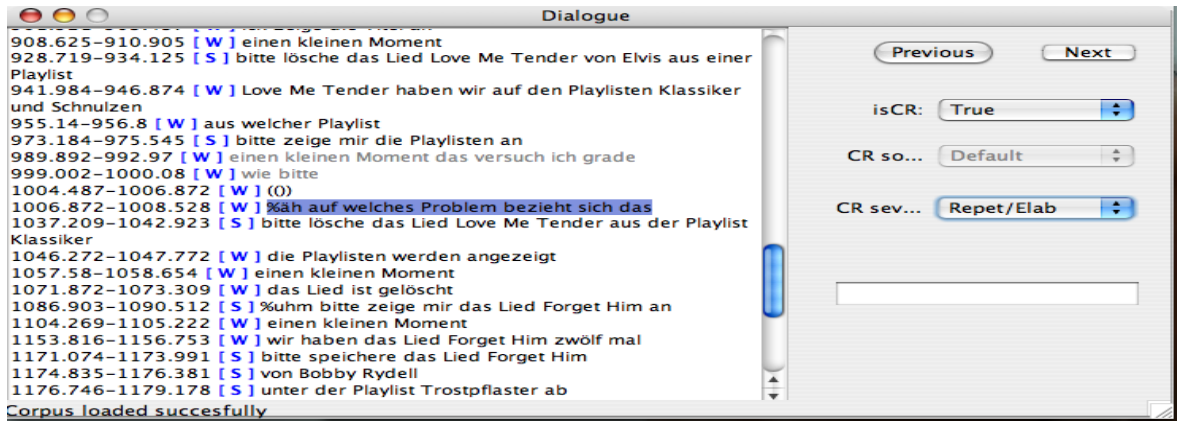 Dialogue
908.625-910.905 [ W ] einen kleinen Moment
928.719-934.125 [ S ] bitte lösche das Lied Love Me Tender von Elvis aus einer
Playlist
941.984-946.874 [ W ] Love Me Tender haben wir auf den Playlisten Klassiker
und Schnulzen
955.14-956.8 [ W ] aus welcher Playlist
973.184-975.545 [ S ] bitte zeige mir die Playlisten an
989.892-992.97 [ W ] einen kleinen Moment das versuch ich grade
999.002-1000.08 [ W ] wie bitte
1004.487-1006.872 [ W ] (())
1006.872-1008.528 [ W ] %äh auf welches Problem bezieht sich das
1037.209-1042.923 [ S ] bitte lösche das Lied Love Me Tender aus der Playlist
Klassiker
1046.272-1047.772 [ W ] die Playlisten werden angezeigt
1057.58-1058.654 [ W ] einen kleinen Moment
1071.872-1073.309 [ W ] das Lied ist gelöscht
1086.903-1090.512 [ S ] %uhm bitte zeige mir das Lied Forget Him an
1104.269-1105.222 [ W ] einen kleinen Moment
1153.816-1156.753 [ W ] wir haben das Lied Forget Him zwölf mal
1171.074-1173.991 [ S ] bitte speichere das Lied Forget Him
1174.835-1176.381 [ S ] von Bobby Rydell
1176.746-1179.178 [ S ] unter der Playlist Trostpflaster ab
Previous Next
isCR: True
CR so... Default
CR sev... Repet/Elab
Corpus loaded succesfully